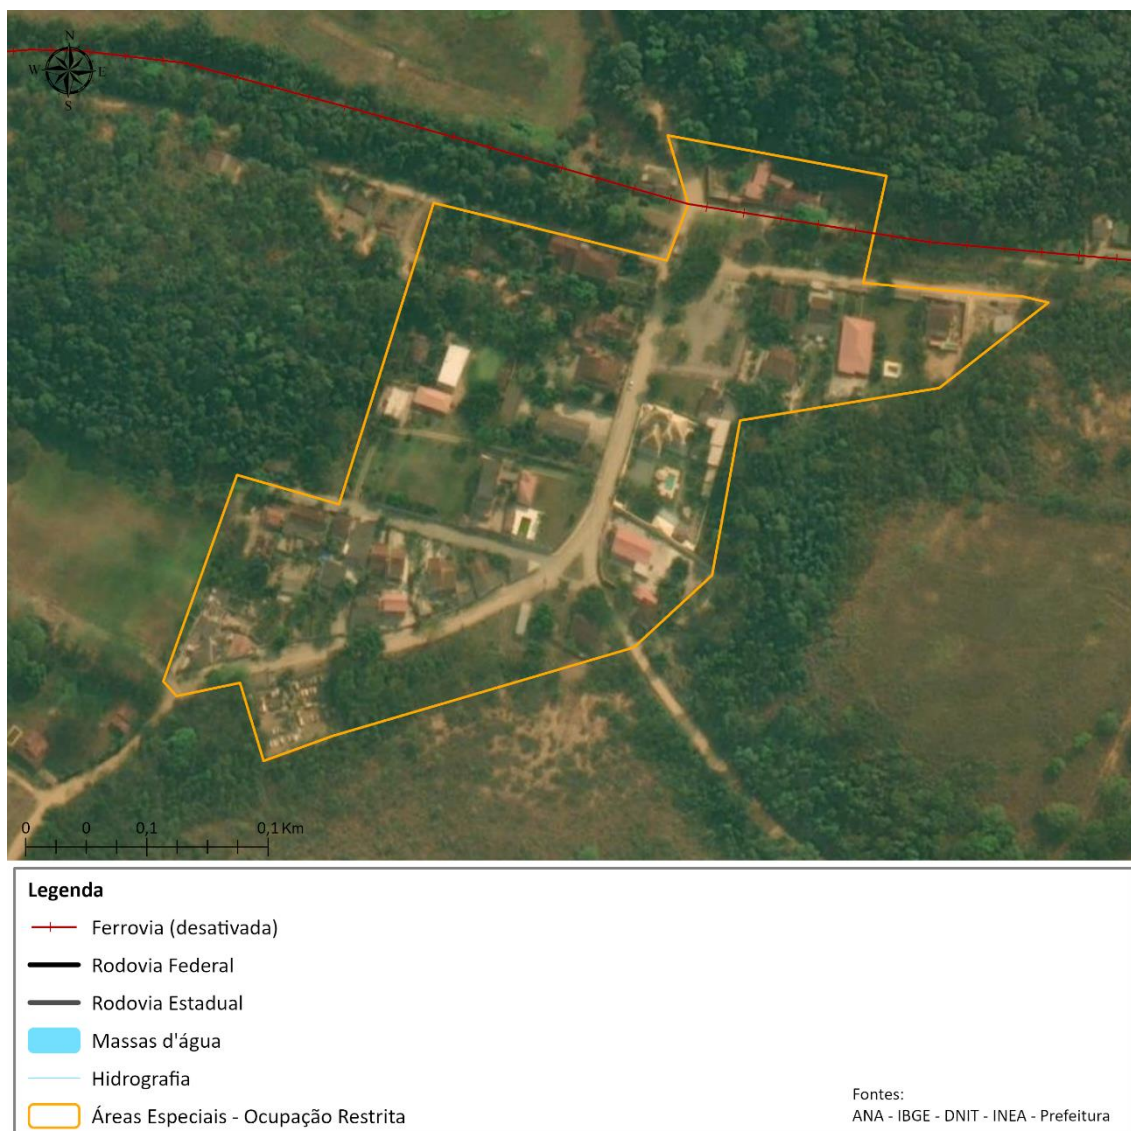 N
W E
S
0 0 0,1 0,1 Km
Legenda
Ferrovia (desativada)
Rodovia Federal
Rodovia Estadual
Massas d'água
Hidrografia
Áreas Especiais - Ocupação Restrita
Fontes:
ANA - IBGE - DNIT - INEA - Prefeitura